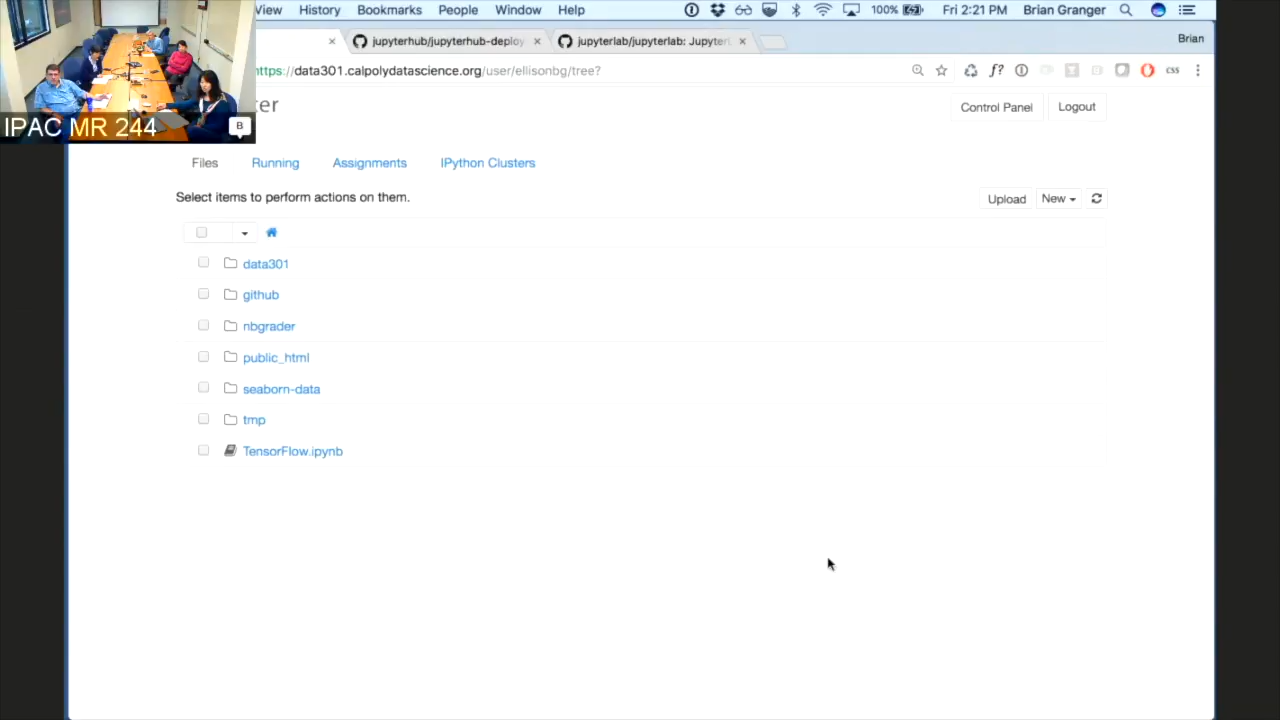 View History Bookmarks People Window Help 100% Fri 2:21 PM Brian Granger
jupyterhub/jupyterhub-deploy jupyterlab/jupyterlab: Jupyter Brian
https://data301.calpolydatascience.org/user/ellisonbg/tree? f? css
ter Control Panel Logout
IPAC MR 244 B
Files Running Assignments IPython Clusters
Select items to perform actions on them. Upload New
data301
github
nbgrader
public_html
seaborn-data
tmp
TensorFlow.ipynb